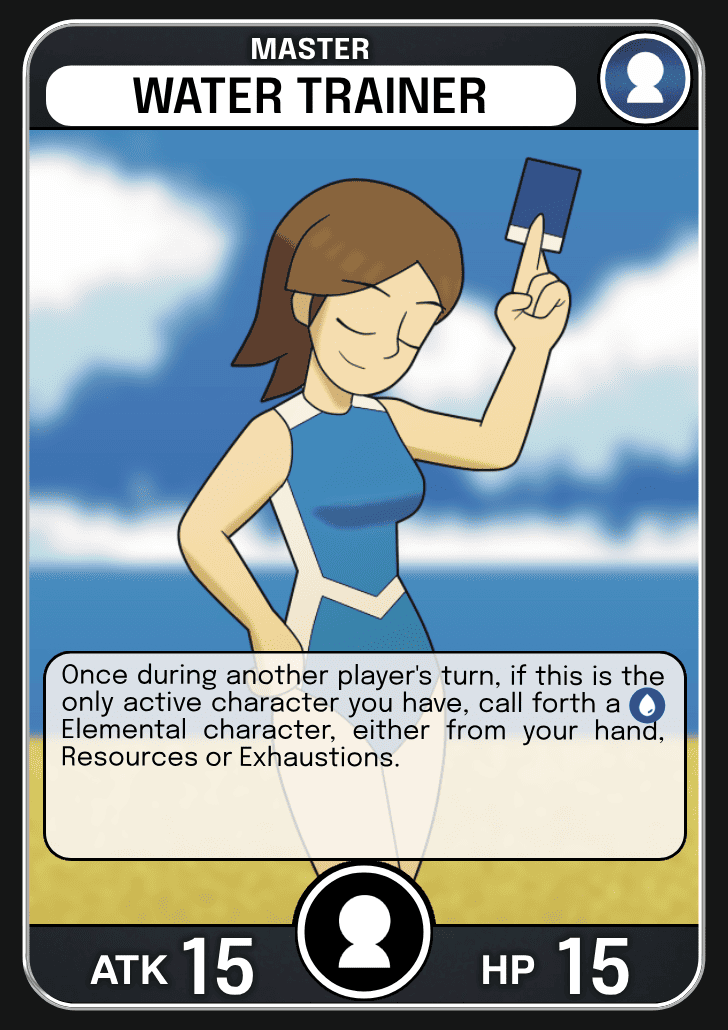 MASTER
WATER TRAINER
Once during another player's turn, if this is the
only active character you have, call forth a
Elemental character, either from your hand,
Resources or Exhaustions.
ATK 15
HP 15